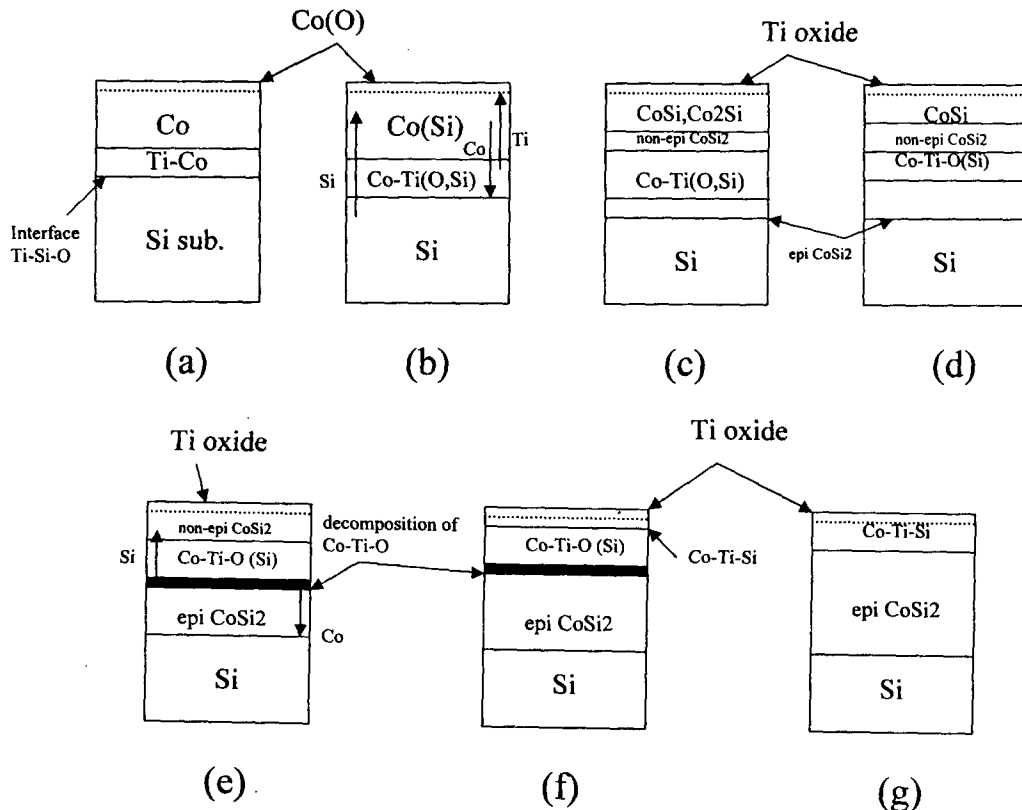 Co(O)
Co
Ti-Co
Interface
Ti-Si-O
Si sub.
(a)
Co(Si)
Co
Ti
Si
Co-Ti(O,Si)
Si
(b)
Ti oxide
CoSi,Co2Si
non-epi CoSi2
Co-Ti(O,Si)
epi CoSi2
Si
(c)
CoSi
non-epi CoSi2
Co-Ti-O(Si)
Si
(d)
Ti oxide
non-epi CoSi2
Si
Co-Ti-O (Si)
decomposition of
Co-Ti-O
epi CoSi2
Co
Si
(e)
Ti oxide
Co-Ti-O (Si)
Co-Ti-Si
epi CoSi2
Si
(f)
Co-Ti-Si
epi CoSi2
Si
(g)